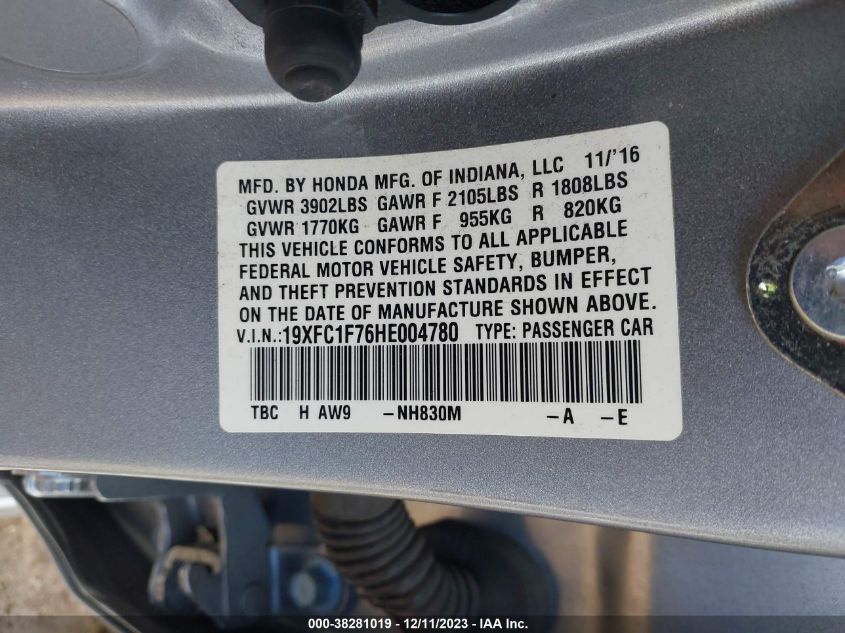 MFD. BY HONDA MFG. OF INDIANA, LLC 11/'16
GVWR 3902LBS GAWR F 2105LBS R 1808LBS
GVWR 1770KG GAWR F 955KG R 820KG
THIS VEHICLE CONFORMS TO ALL APPLICABLE
FEDERAL MOTOR VEHICLE SAFETY, BUMPER,
AND THEFT PREVENTION STANDARDS IN EFFECT
ON THE DATE OF MANUFACTURE SHOWN ABOVE.
V.I.N.:19XFC1F76HE004780 TYPE: PASSENGER CAR
TBC H AW9 –NH830M –A –E
000-38281019 - 12/11/2023 - IAA Inc.